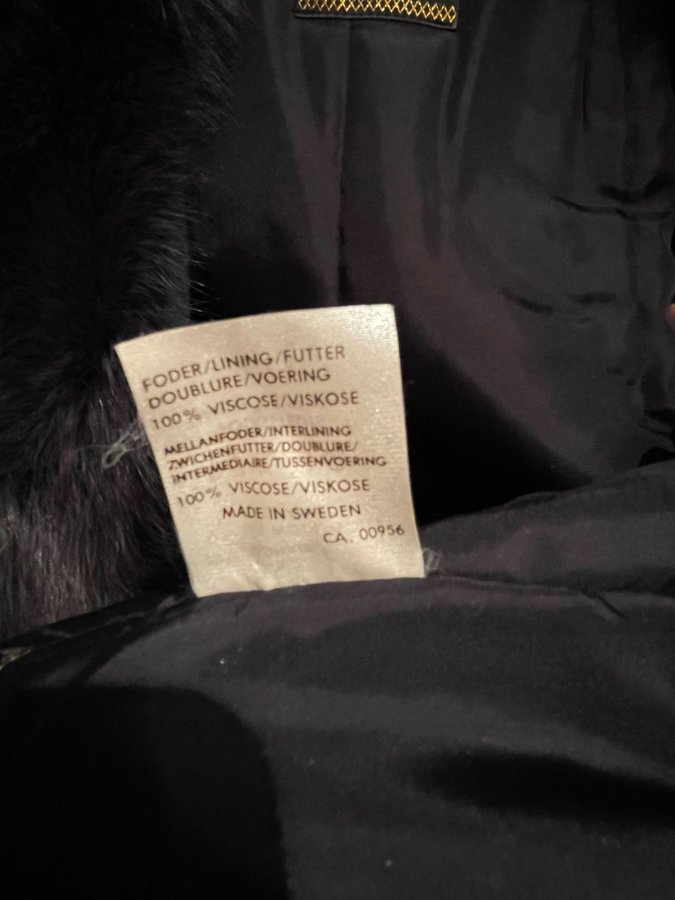 FODER/LINING/FUTTER
DOUBLURE/VOERING
100% VISCOSE/VISKOSE
MELLANFODER/INTERLINING
ZWICHENFUTTER/DOUBLURE/
INTERMEDIAIRE/TUSSENVOERING
100% VISCOSE/VISKOSE
MADE IN SWEDEN
CA. 00956